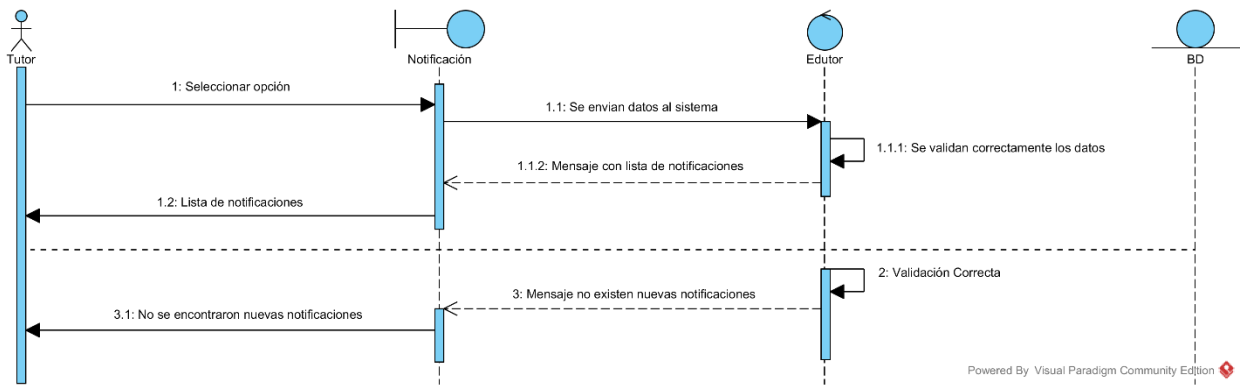 Tutor
Notificación
Edutor
BD
1: Seleccionar opción
1.1: Se envian datos al sistema
1.1.1: Se validan correctamente los datos
1.1.2: Mensaje con lista de notificaciones
1.2: Lista de notificaciones
2: Validación Correcta
3: Mensaje no existen nuevas notificaciones
3.1: No se encontraron nuevas notificaciones
Powered By Visual Paradigm Community Edition